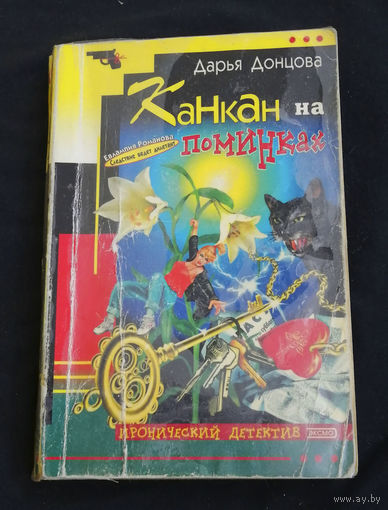 Дарья Донцова
Канкан на
поминках
Евлампия Романова
Следствие ведет дилетант
ИРОНИЧЕСКИЙ ДЕТЕКТИВ
ЭКСМО
www.ay.by